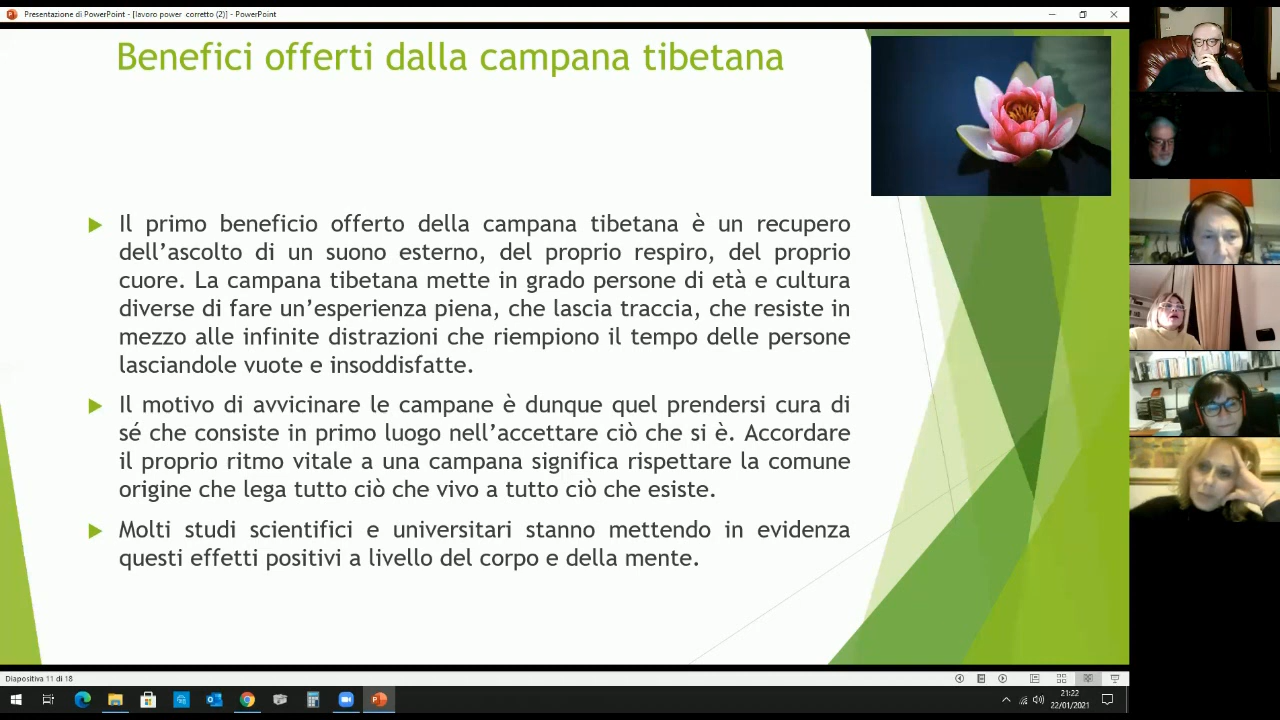 Presentazione di PowerPoint - [lavoro power  corretto (2)] - PowerPoint
Benefici offerti dalla campana tibetana
Il primo beneficio offerto della campana tibetana è un recupero
dell’ascolto di un suono esterno, del proprio respiro, del proprio
cuore. La campana tibetana mette in grado persone di età e cultura
diverse di fare un’esperienza piena, che lascia traccia, che resiste in
mezzo alle infinite distrazioni che riempiono il tempo delle persone
lasciandole vuote e insoddisfatte.
Il motivo di avvicinare le campane è dunque quel prendersi cura di
sé che consiste in primo luogo nell’accettare ciò che si è. Accordare
il proprio ritmo vitale a una campana significa rispettare la comune
origine che lega tutto ciò che vivo a tutto ciò che esiste.
Molti studi scientifici e universitari stanno mettendo in evidenza
questi effetti positivi a livello del corpo e della mente.
Diapositiva 11 di 18
21:22
22/01/2021